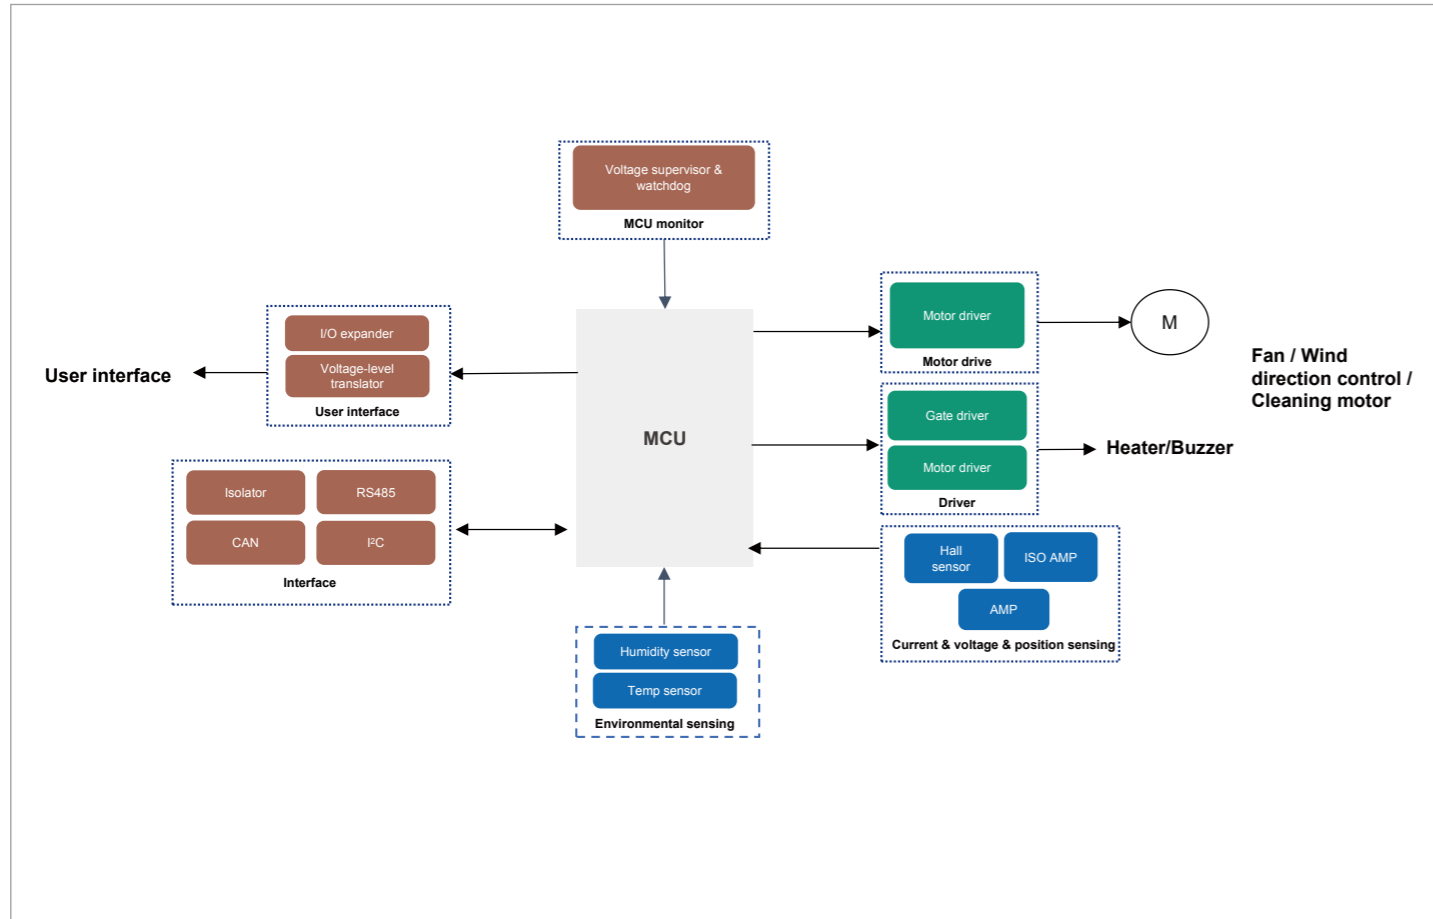 Voltage supervisor &
watchdog
MCU monitor
I/O expander
Voltage-level
translator
User interface
User interface
Isolator
RS485
CAN
I²C
Interface
MCU
Motor driver
Motor drive
M
Fan / Wind
direction control /
Cleaning motor
Gate driver
Motor driver
Driver
Heater/Buzzer
Hall
sensor
ISO AMP
AMP
Current & voltage & position sensing
Humidity sensor
Temp sensor
Environmental sensing